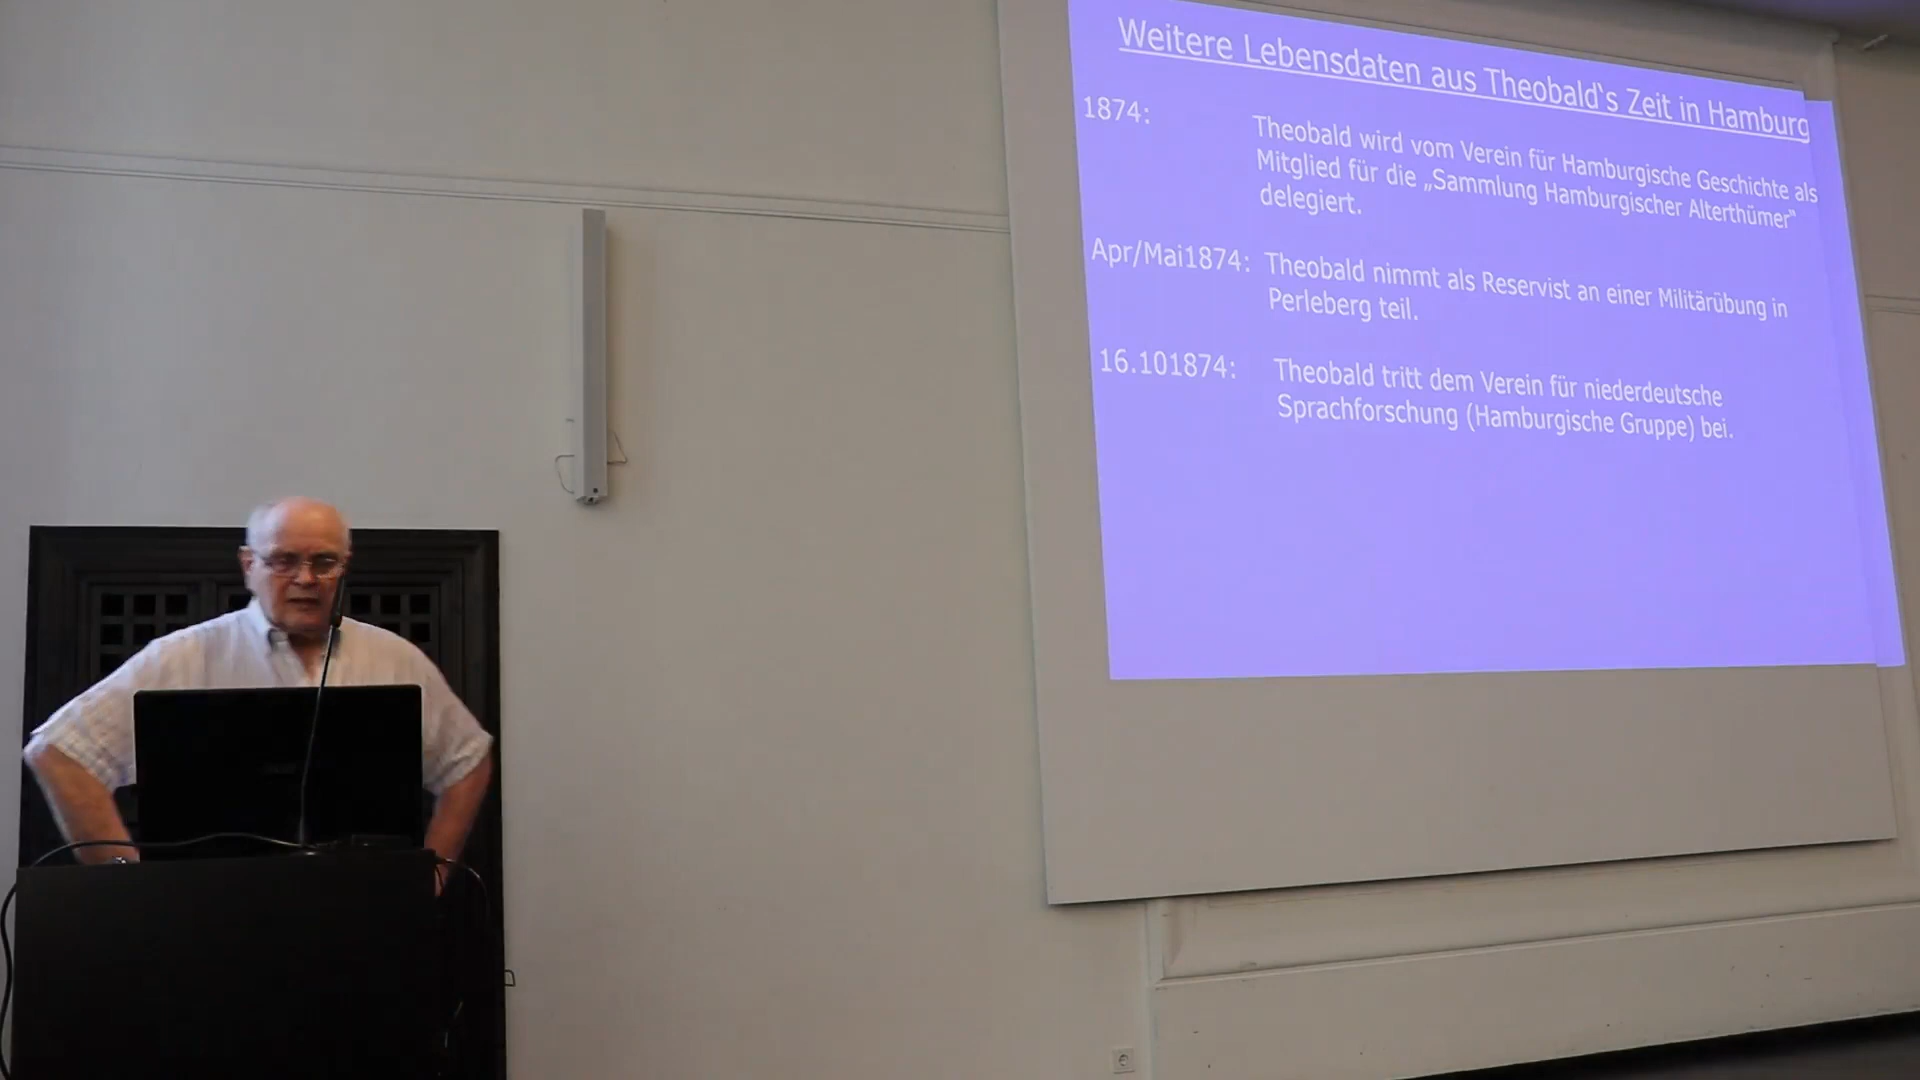 Weitere Lebensdaten aus Theobald‘s Zeit in Hamburg
1874:
Theobald wird vom Verein für Hamburgische Geschichte als
Mitglied für die „Sammlung Hamburgischer Alterthümer“
delegiert.
Apr/Mai1874: Theobald nimmt als Reservist an einer Militärübung in
Perleberg teil.
16.101874: Theobald tritt dem Verein für niederdeutsche
Sprachforschung (Hamburgische Gruppe) bei.